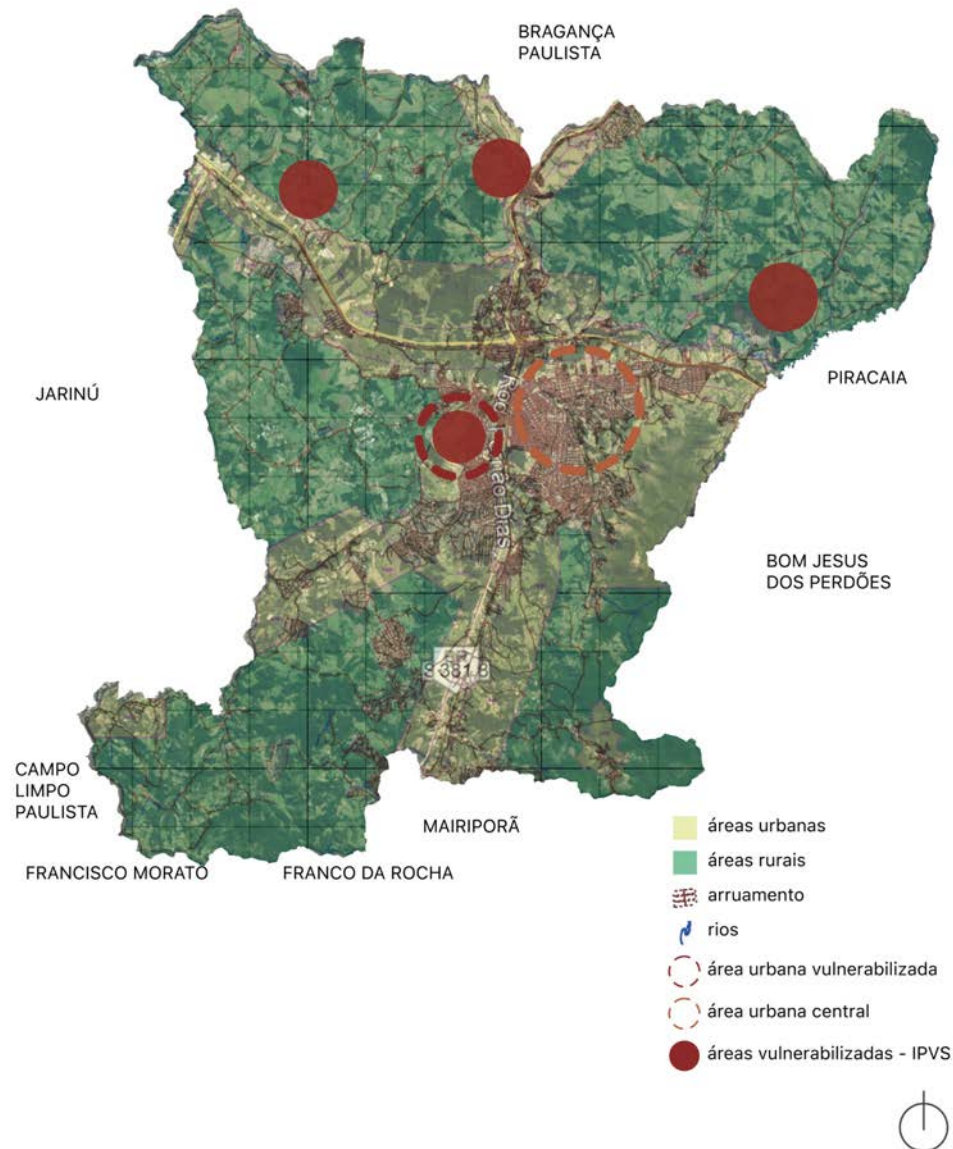 BRAGANÇA
PAULISTA
JARINÚ
PIRACAIA
BOM JESUS
DOS PERDÕES
CAMPO
LIMPO
PAULISTA
MAIRIPORÃ
FRANCISCO MORATO
FRANCO DA ROCHA
áreas urbanas
áreas rurais
arruamento
rios
área urbana vulnerabilizada
área urbana central
áreas vulnerabilizadas - IPVS